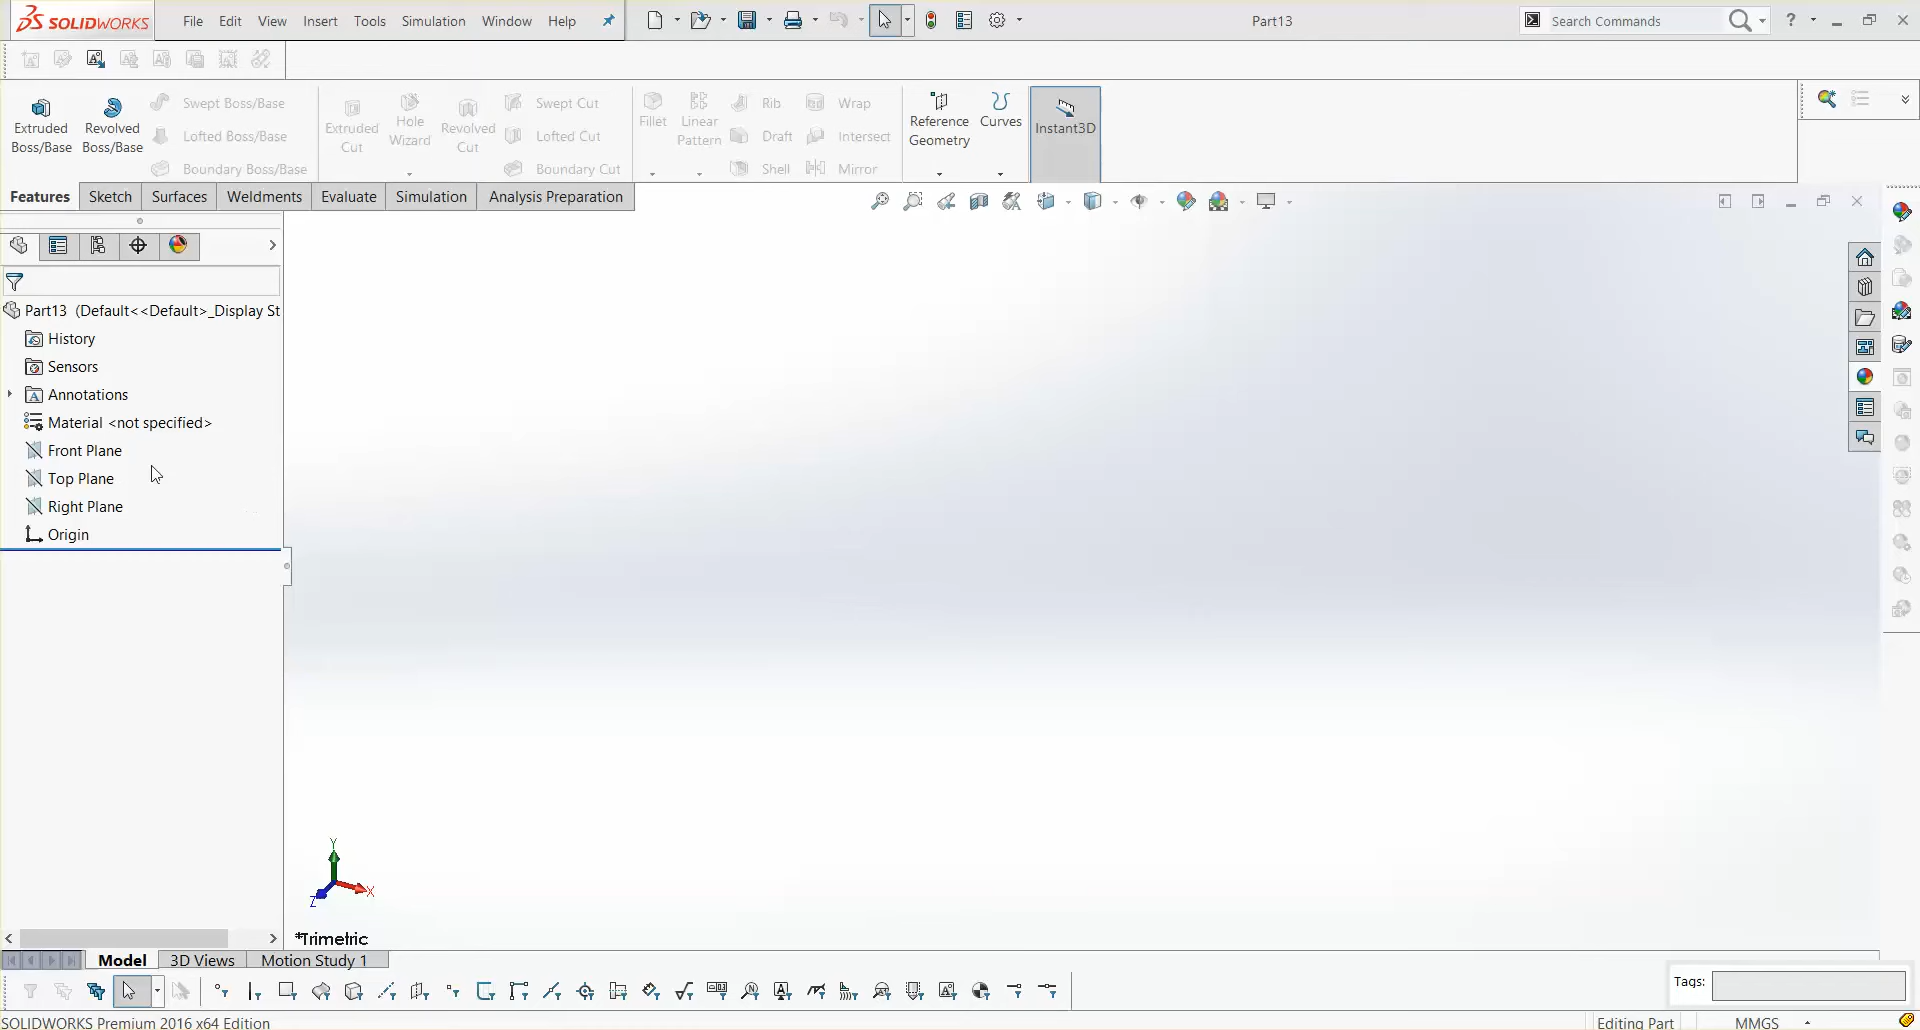 SOLIDWORKS File Edit View Insert Tools Simulation Window Help Part13 Search Commands ?
Extruded Boss/Base
Revolved Boss/Base
Swept Boss/Base
Lofted Boss/Base
Boundary Boss/Base
Extruded Cut
Hole Wizard
Revolved Cut
Swept Cut
Lofted Cut
Boundary Cut
Fillet
Linear Pattern
Rib
Draft
Shell
Wrap
Intersect
Mirror
Reference Geometry
Curves
Instant3D
Features Sketch Surfaces Weldments Evaluate Simulation Analysis Preparation
Part13 (Default<<Default>_Display St
History
Sensors
Annotations
Material <not specified>
Front Plane
Top Plane
Right Plane
Origin
Y
X
Z
*Trimetric
Model 3D Views Motion Study 1
Tags:
SOLIDWORKS Premium 2016 x64 Edition Editing Part MMGS